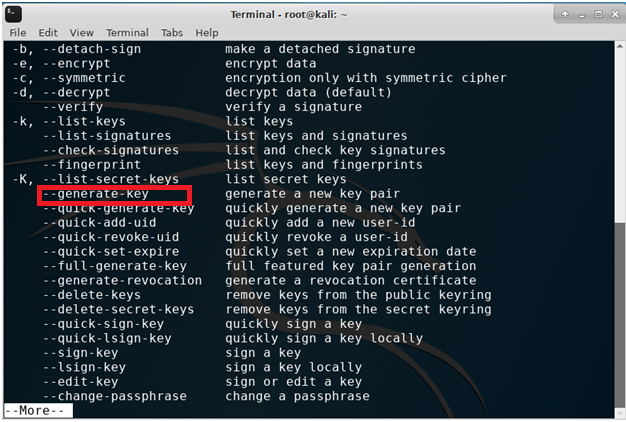 Terminal - root@kali: ~
File Edit View Terminal Tabs Help
-b, --detach-sign make a detached signature
-e, --encrypt encrypt data
-c, --symmetric encryption only with symmetric cipher
-d, --decrypt decrypt data (default)
--verify verify a signature
-k, --list-keys list keys
--list-signatures list keys and signatures
--check-signatures list and check key signatures
--fingerprint list keys and fingerprints
-K, --list-secret-keys list secret keys
--generate-key generate a new key pair
--quick-generate-key quickly generate a new key pair
--quick-add-uid quickly add a new user-id
--quick-revoke-uid quickly revoke a user-id
--quick-set-expire quickly set a new expiration date
--full-generate-key full featured key pair generation
--generate-revocation generate a revocation certificate
--delete-keys remove keys from the public keyring
--delete-secret-keys remove keys from the secret keyring
--quick-sign-key quickly sign a key
--quick-lsign-key quickly sign a key locally
--sign-key sign a key
--lsign-key sign a key locally
--edit-key sign or edit a key
--change-passphrase change a passphrase
--More--